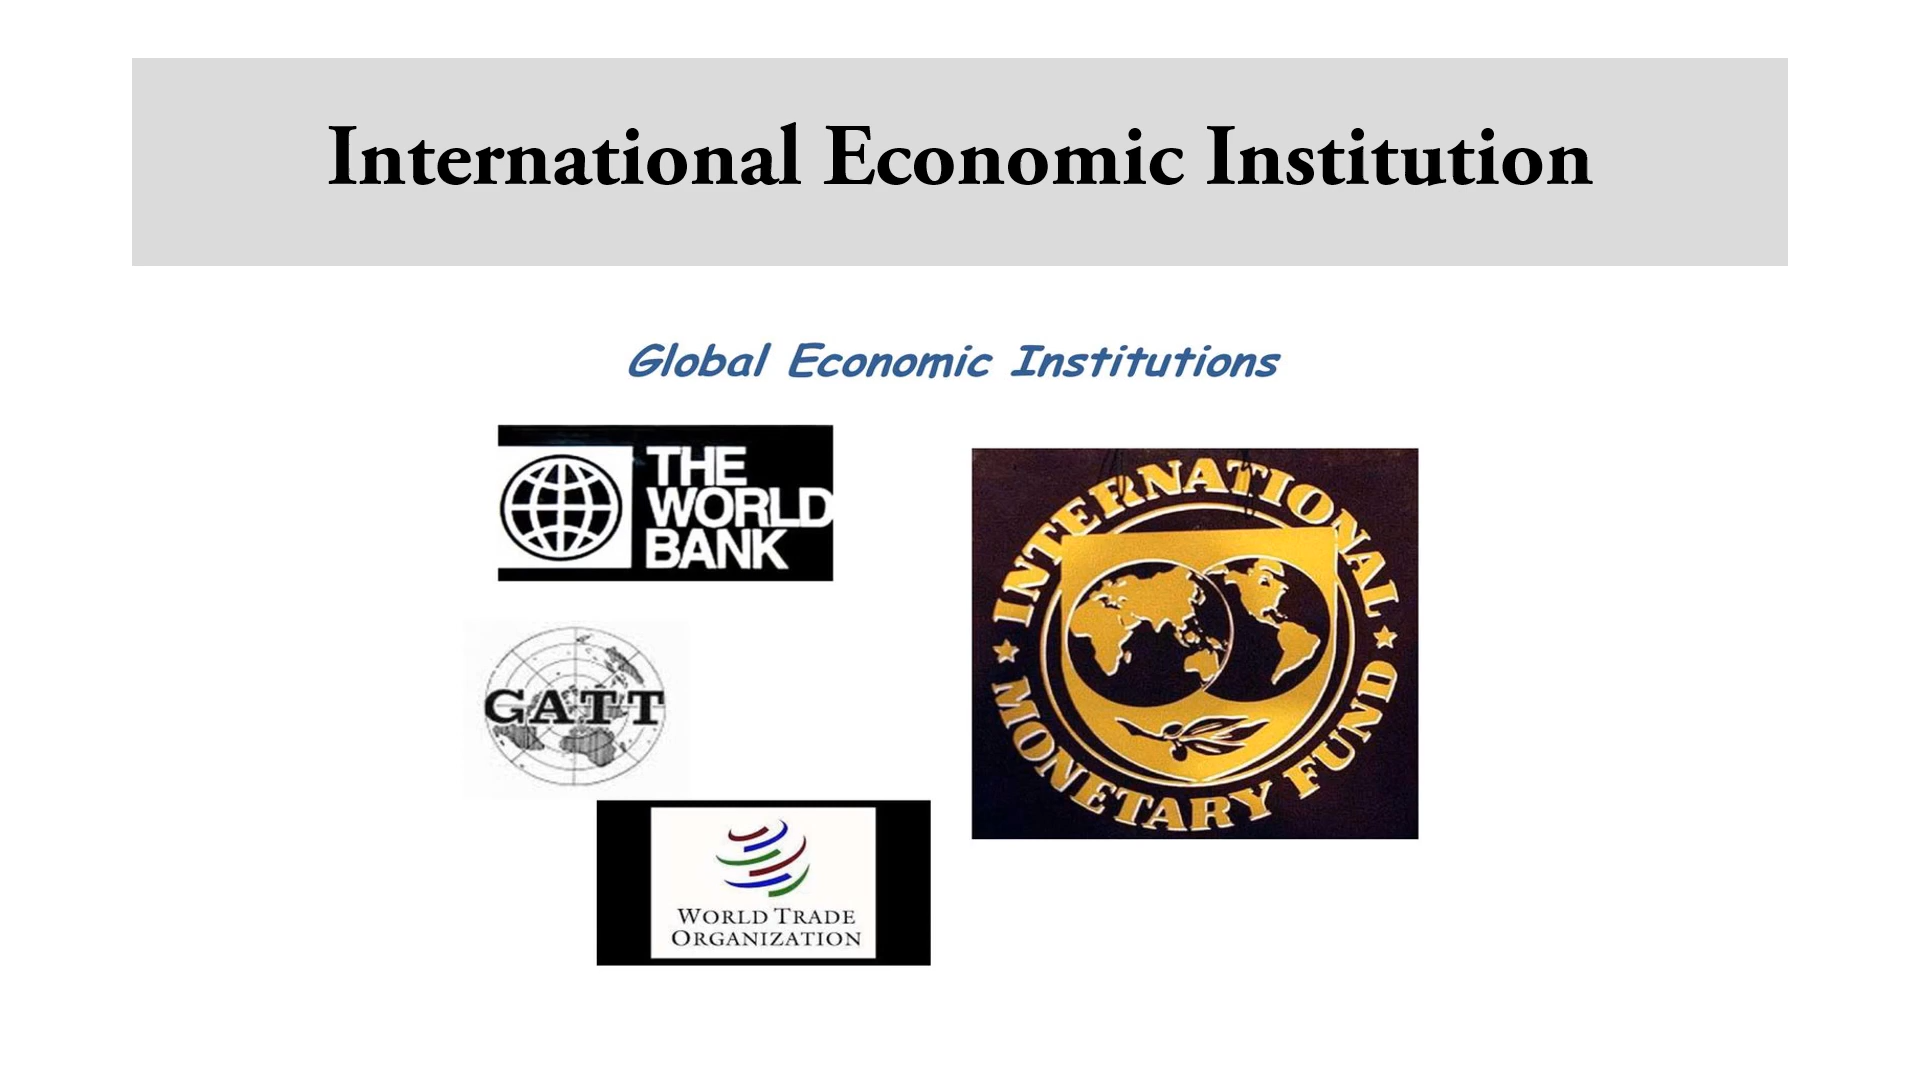 International Economic Institution
Global Economic Institutions
THE
WORLD
BANK
INTERNATIONAL
MONETARY FUND
GATT
WORLD TRADE
ORGANIZATION